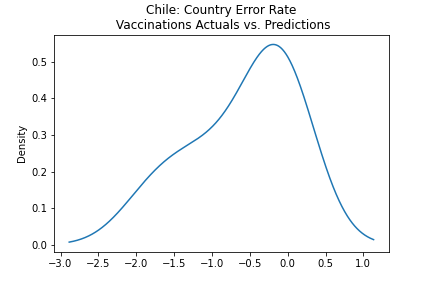 Chile: Country Error Rate
Vaccinations Actuals vs. Predictions
Density
0.5
0.4
0.3
0.2
0.1
0.0
−3.0 −2.5 −2.0 −1.5 −1.0 −0.5 0.0 0.5 1.0